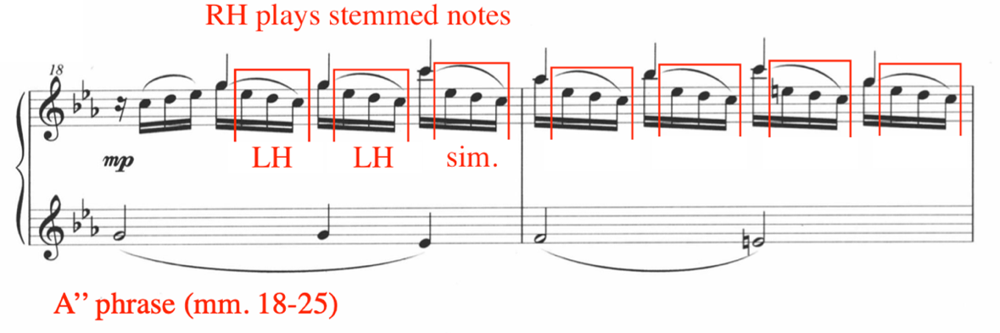 RH plays stemmed notes
18
mp
LH LH sim.
A” phrase (mm. 18-25)